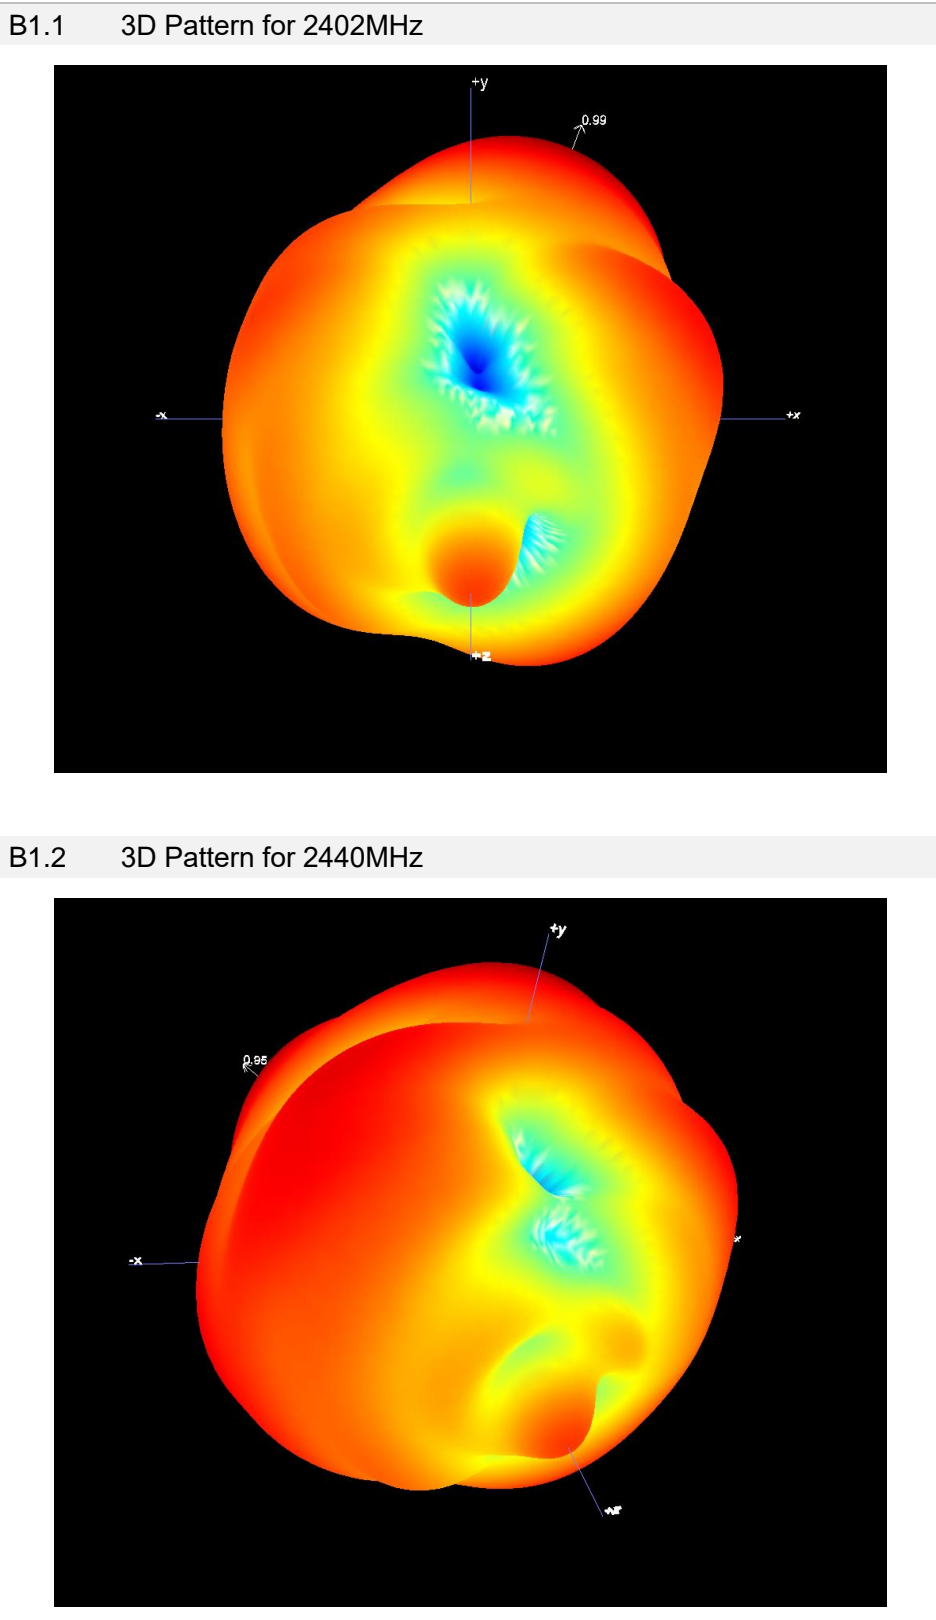 B1.1 3D Pattern for 2402MHz
+y
0.99
-x
+x
+z
B1.2 3D Pattern for 2440MHz
+y
0.95
-x